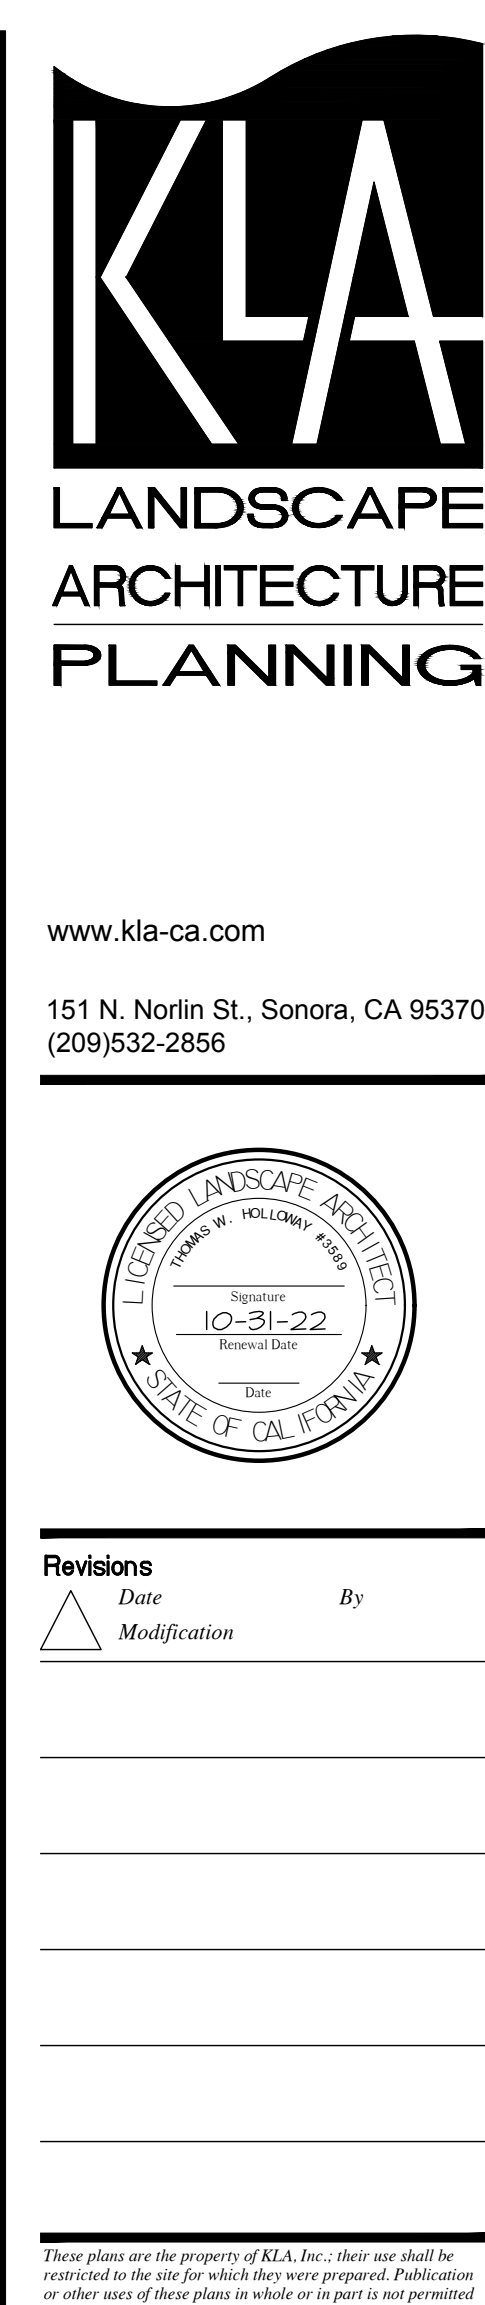 KLA
LANDSCAPE
ARCHITECTURE
PLANNING
www.kla-ca.com
151 N. Norlin St., Sonora, CA 95370
(209)532-2856
LICENSED LANDSCAPE ARCHITECT
THOMAS W. HOLLOWAY #3589
Signature
10-31-22
Renewal Date
Date
STATE OF CALIFORNIA
Revisions
Date By
Modification
These plans are the property of KLA, Inc.; their use shall be
restricted to the site for which they were prepared. Publication
or other uses of these plans in whole or in part is not permitted